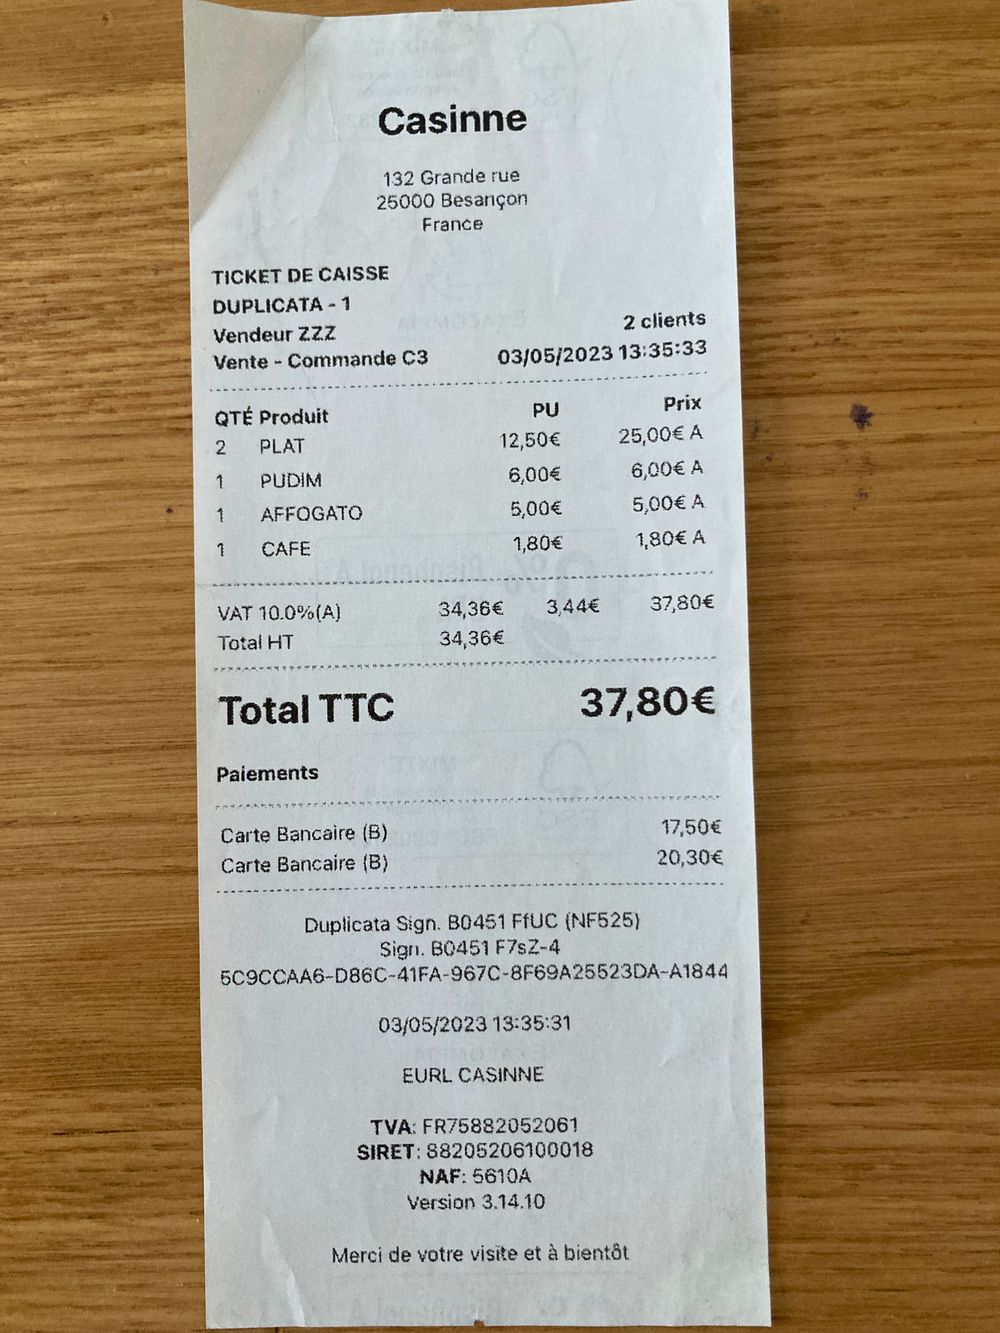 Casinne
132 Grande rue
25000 Besançon
France
TICKET DE CAISSE
DUPLICATA - 1
Vendeur ZZZ 2 clients
Vente - Commande C3 03/05/2023 13:35:33
QTÉ Produit PU Prix
2 PLAT 12,50€ 25,00€ A
1 PUDIM 6,00€ 6,00€ A
1 AFFOGATO 5,00€ 5,00€ A
1 CAFE 1,80€ 1,80€ A
VAT 10.0%(A) 34,36€ 3,44€ 37,80€
Total HT 34,36€
Total TTC 37,80€
Paiements
Carte Bancaire (B) 17,50€
Carte Bancaire (B) 20,30€
Duplicata Sign. B0451 FfUC (NF525)
Sign. B0451 F7sZ-4
5C9CCAA6-D86C-41FA-967C-8F69A25523DA-A1844
03/05/2023 13:35:31
EURL CASINNE
TVA: FR75882052061
SIRET: 88205206100018
NAF: 5610A
Version 3.14.10
Merci de votre visite et à bientôt